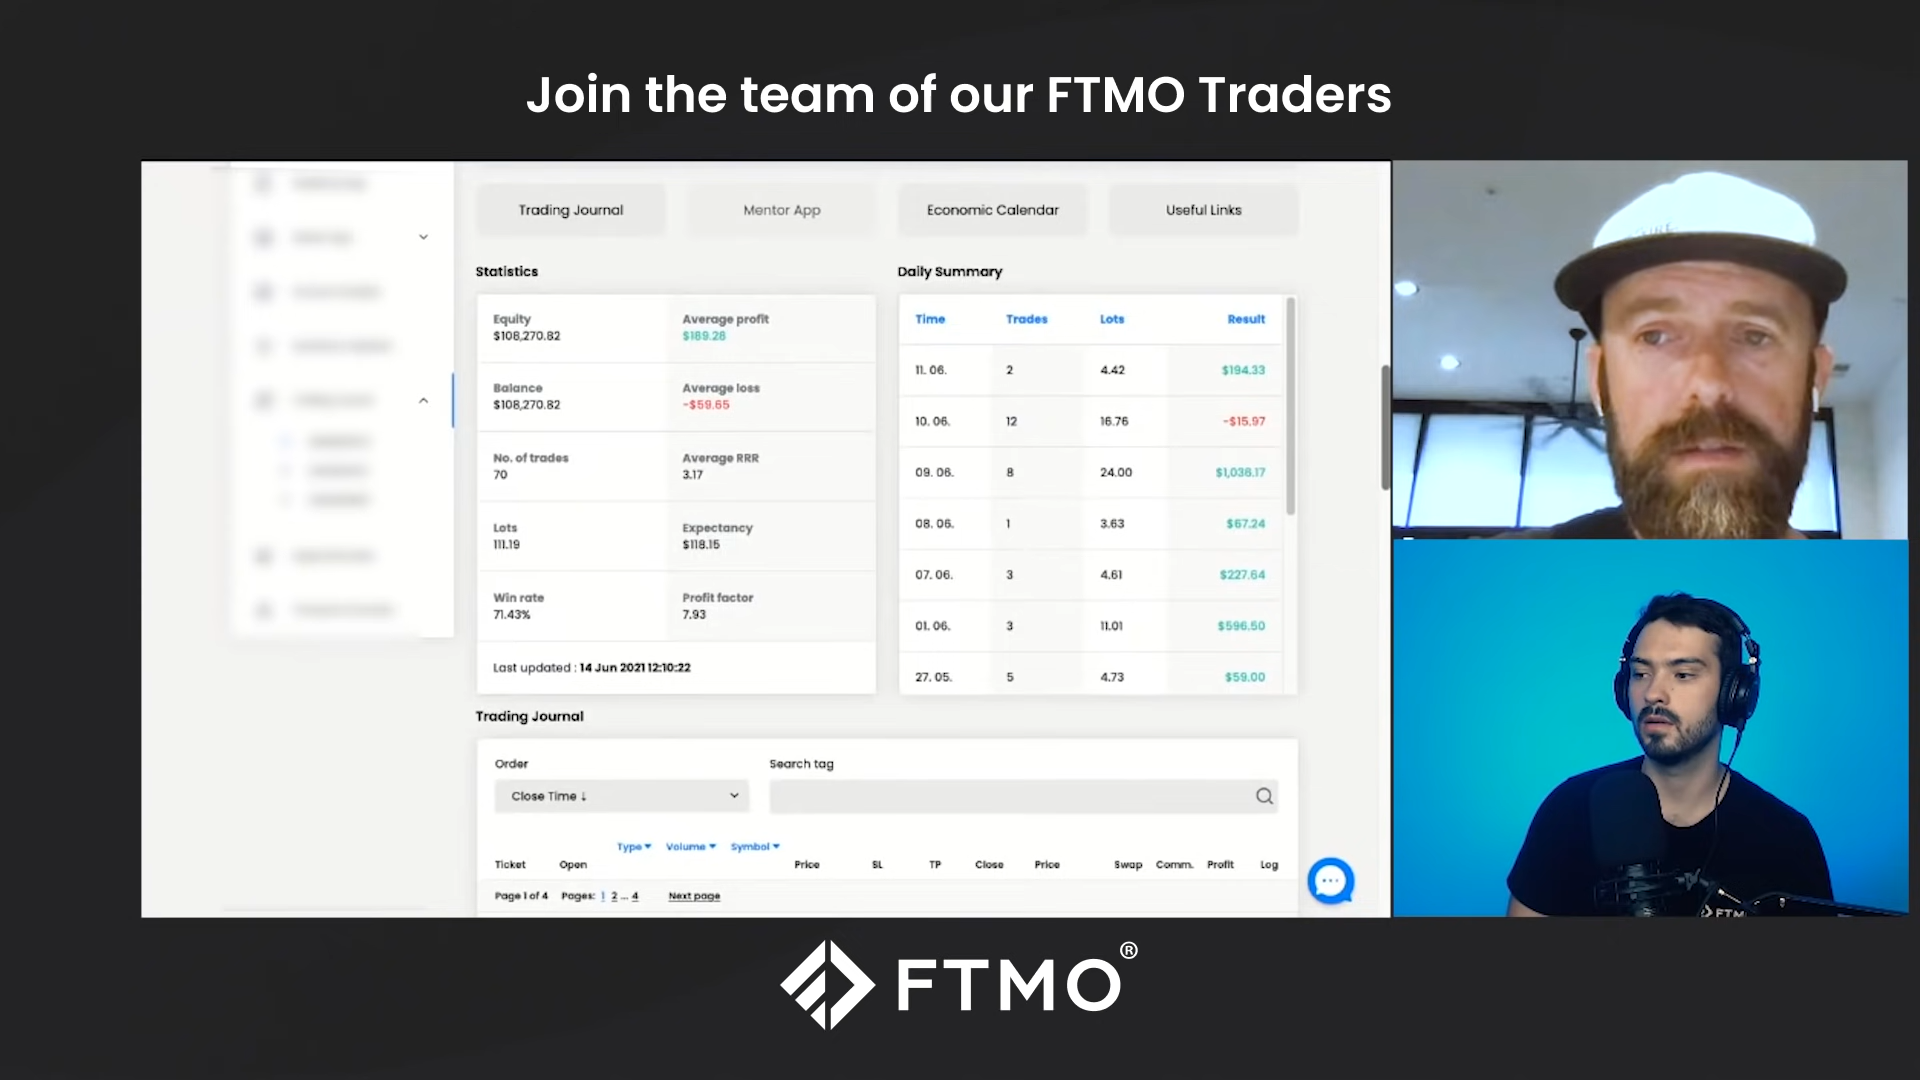 Join the team of our FTMO Traders
Trading Journal
Mentor App
Economic Calendar
Useful Links
Statistics
Equity
$108,270.82
Average profit
$189.28
Balance
$108,270.82
Average loss
-$59.65
No. of trades
70
Average RRR
3.17
Lots
111.19
Expectancy
$118.15
Win rate
71.43%
Profit factor
7.93
Last updated : 14 Jun 2021 12:10:22
Daily Summary
Time Trades Lots Result
11. 06. 2 4.42 $194.33
10. 06. 12 16.76 -$15.97
09. 06. 8 24.00 $1,038.17
08. 06. 1 3.63 $67.24
07. 06. 3 4.61 $227.64
01. 06. 3 11.01 $596.50
27. 05. 5 4.73 $59.00
Trading Journal
Order
Close Time ↓
Search tag
Type Volume Symbol
Ticket Open Price SL TP Close Price Swap Comm. Profit Log
Page 1 of 4 Pages: 1 2 ... 4 Next page
FTMO®